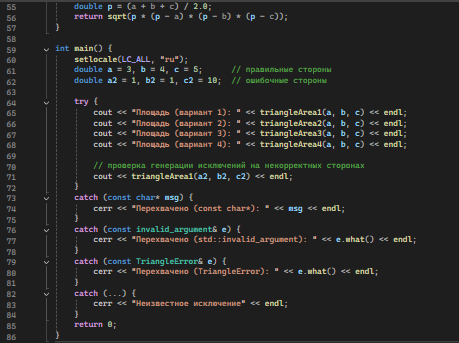 55 double p = (a + b + c) / 2.0;
56 return sqrt(p * (p - a) * (p - b) * (p - c));
57 }
58
59 int main() {
60 setlocale(LC_ALL, "ru");
61 double a = 3, b = 4, c = 5; // правильные стороны
62 double a2 = 1, b2 = 1, c2 = 10; // ошибочные стороны
63
64 try {
65 cout << "Площадь (вариант 1): " << triangleArea1(a, b, c) << endl;
66 cout << "Площадь (вариант 2): " << triangleArea2(a, b, c) << endl;
67 cout << "Площадь (вариант 3): " << triangleArea3(a, b, c) << endl;
68 cout << "Площадь (вариант 4): " << triangleArea4(a, b, c) << endl;
69
70 // проверка генерации исключений на некорректных сторонах
71 cout << triangleArea1(a2, b2, c2) << endl;
72 }
73 catch (const char* msg) {
74 cerr << "Перехвачено (const char*): " << msg << endl;
75 }
76 catch (const invalid_argument& e) {
77 cerr << "Перехвачено (std::invalid_argument): " << e.what() << endl;
78 }
79 catch (const TriangleError& e) {
80 cerr << "Перехвачено (TriangleError): " << e.what() << endl;
81 }
82 catch (...) {
83 cerr << "Неизвестное исключение" << endl;
84 }
85 return 0;
86 }